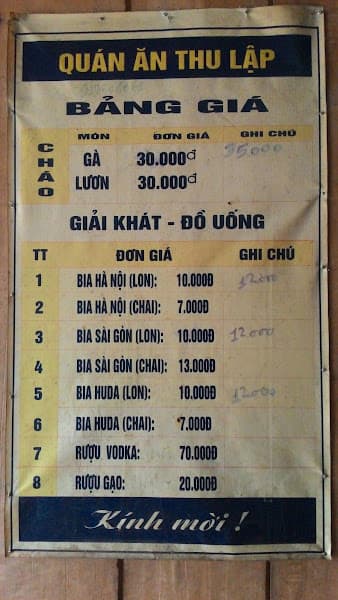 QUÁN ĂN THU LẬP
BẢNG GIÁ
CHÁO
MÓN ĐƠN GIÁ GHI CHÚ
GÀ 30.000đ 35000
LƯƠN 30.000đ
GIẢI KHÁT - ĐỒ UỐNG
TT ĐƠN GIÁ GHI CHÚ
1 BIA HÀ NỘI (LON): 10.000Đ 12000
2 BIA HÀ NỘI (CHAI): 7.000Đ
3 BIA SÀI GÒN (LON): 10.000Đ 12000
4 BIA SÀI GÒN (CHAI): 13.000Đ
5 BIA HUDA (LON): 10.000Đ 12000
6 BIA HUDA (CHAI): 7.000Đ
7 RƯỢU VODKA: 70.000Đ
8 RƯỢU GẠO: 20.000Đ
Kính mời !